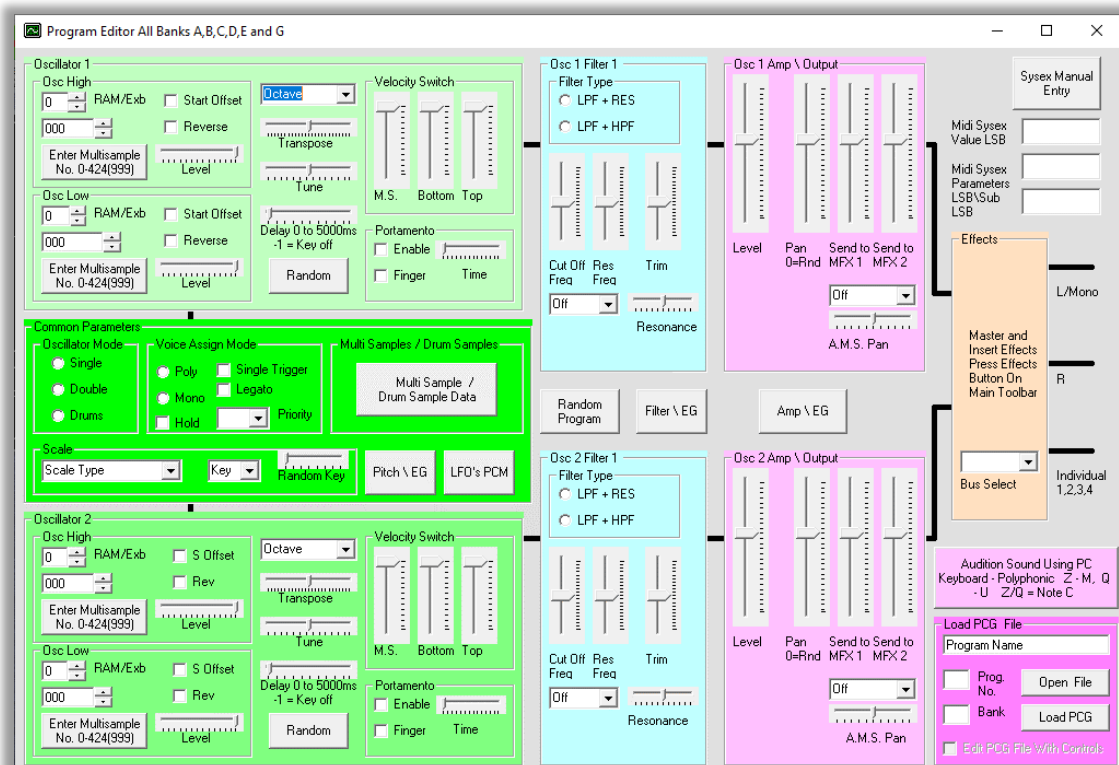 Program Editor All Banks A,B,C,D,E and G
Oscillator 1
Osc High
0
RAM/Exb
Start Offset
000
Reverse
Enter Multisample
No. 0-424(999)
Level
Osc Low
0
RAM/Exb
Start Offset
000
Reverse
Enter Multisample
No. 0-424(999)
Level
Octave
Transpose
Tune
Delay 0 to 5000ms
-1 = Key off
Random
Velocity Switch
M.S. Bottom Top
Portamento
Enable
Finger
Time
Osc 1 Filter 1
Filter Type
LPF + RES
LPF + HPF
Cut Off Res Trim
Freq Freq
Off
Resonance
Osc 1 Amp \ Output
Level Pan Send to Send to
0=Rnd MFX 1 MFX 2
Off
A.M.S. Pan
Sysex Manual
Entry
Midi Sysex
Value LSB
Midi Sysex
Parameters
LSB\Sub
LSB
Effects
Master and
Insert Effects
Press Effects
Button On
Main Toolbar
Bus Select
L/Mono
R
Individual
1,2,3,4
Common Parameters
Oscillator Mode
Single
Double
Drums
Voice Assign Mode
Poly
Mono
Hold
Single Trigger
Legato
Priority
Multi Samples / Drum Samples
Multi Sample /
Drum Sample Data
Scale
Scale Type
Key
Random Key
Pitch \ EG
LFO's PCM
Random
Program
Filter \ EG
Amp \ EG
Oscillator 2
Osc High
0
RAM/Exb
S Offset
000
Rev
Enter Multisample
No. 0-424(999)
Level
Osc Low
0
RAM/Exb
S Offset
000
Rev
Enter Multisample
No. 0-424(999)
Level
Octave
Transpose
Tune
Delay 0 to 5000ms
-1 = Key off
Random
Velocity Switch
M.S. Bottom Top
Portamento
Enable
Finger
Time
Osc 2 Filter 1
Filter Type
LPF + RES
LPF + HPF
Cut Off Res Trim
Freq Freq
Off
Resonance
Osc 2 Amp \ Output
Level Pan Send to Send to
0=Rnd MFX 1 MFX 2
Off
A.M.S. Pan
Audition Sound Using PC
Keyboard - Polyphonic Z - M, Q
- U Z/Q = Note C
Load PCG File
Program Name
Prog.
No.
Open File
Bank
Load PCG
Edit PCG File With Controls